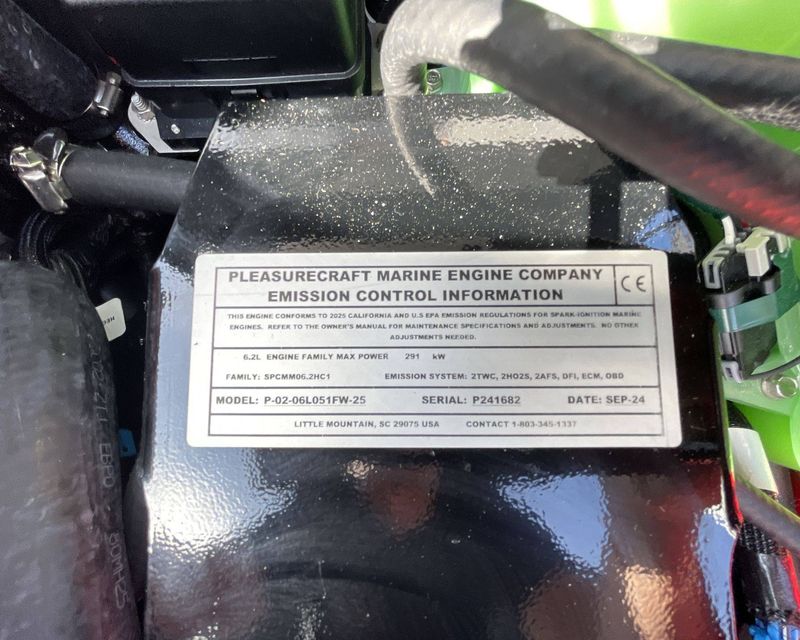 PLEASURECRAFT MARINE ENGINE COMPANY
EMISSION CONTROL INFORMATION
CE
THIS ENGINE CONFORMS TO 2025 CALIFORNIA AND U.S EPA EMISSION REGULATIONS FOR SPARK-IGNITION MARINE
ENGINES. REFER TO THE OWNER'S MANUAL FOR MAINTENANCE SPECIFICATIONS AND ADJUSTMENTS. NO OTHER
ADJUSTMENTS NEEDED.
6.2L ENGINE FAMILY MAX POWER 291 kW
FAMILY: SPCMM06.2HC1 EMISSION SYSTEM: 2TWC, 2HO2S, 2AFS, DFI, ECM, OBD
MODEL: P-02-06L051FW-25 SERIAL: P241682 DATE: SEP-24
LITTLE MOUNTAIN, SC 29075 USA CONTACT 1-803-345-1337